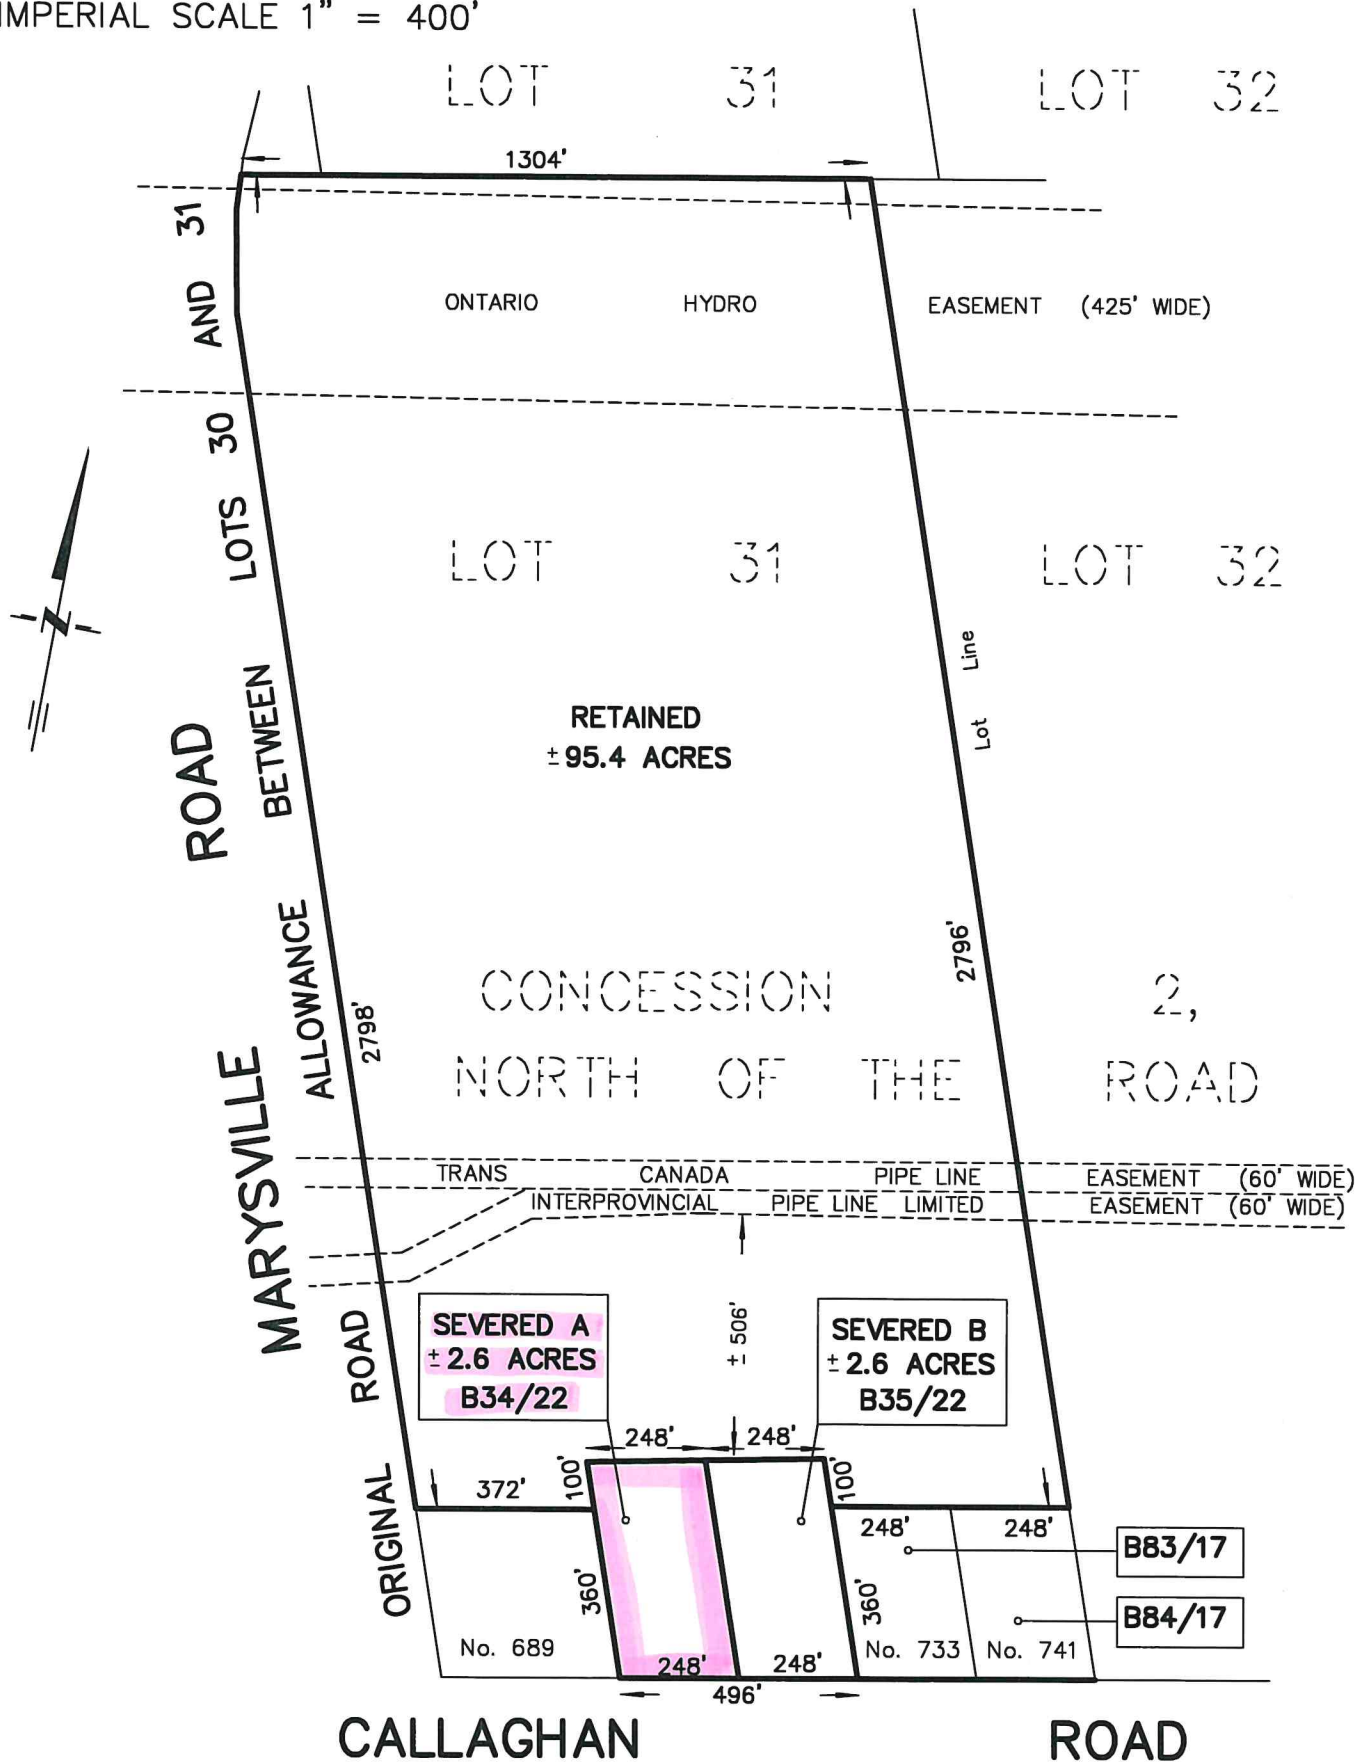 IMPERIAL SCALE 1" = 400'
LOT 31 LOT 32
1304'
ONTARIO HYDRO EASEMENT (425' WIDE)
LOT 31 LOT 32
Lot Line
RETAINED
±95.4 ACRES
2796'
2798'
CONCESSION 2,
NORTH OF THE ROAD
TRANS CANADA PIPE LINE EASEMENT (60' WIDE)
INTERPROVINCIAL PIPE LINE LIMITED EASEMENT (60' WIDE)
MARYSVILLE ROAD
ORIGINAL ROAD ALLOWANCE BETWEEN LOTS 30 AND 31
N
SEVERED A
±2.6 ACRES
B34/22
±506'
SEVERED B
±2.6 ACRES
B35/22
248' 248'
372' 100' 100'
248' 248'
B83/17
360' 360'
B84/17
No. 689 No. 733 No. 741
248' 248'
496'
CALLAGHAN ROAD